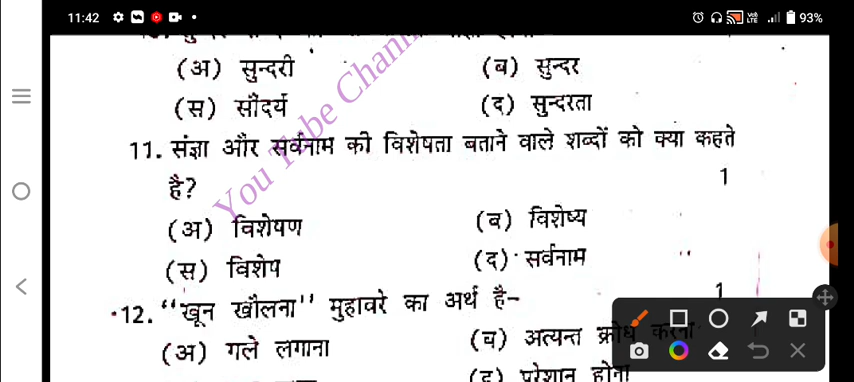 11:42
93%
(अ) सुन्दरी (ब) सुन्दर
(स) सौंदर्य (द) सुन्दरता
11. संज्ञा और सर्वनाम की विशेषता बताने वाले शब्दों को क्या कहते
है? 1
(अ) विशेषण (ब) विशेष्य
(स) विशेष (द) सर्वनाम
12. "खून खौलना" मुहावरे का अर्थ है- 1
(अ) गले लगाना (ब) अत्यन्त क्रोध करना
(द) परेशान होना
You Tube Chann